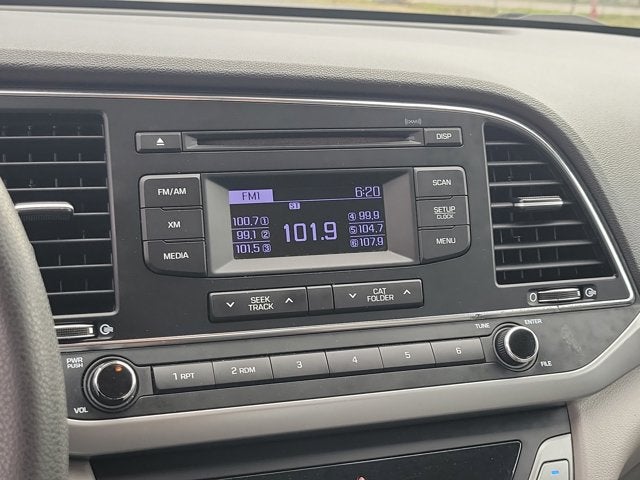 DISP
FM/AM
XM
MEDIA
FM1 6:20
ST
100.7 1 4 99.9
99.1 2 101.9 5 104.7
101.5 3 6 107.9
SCAN
SETUP
CLOCK
MENU
SEEK
TRACK
CAT
FOLDER
PWR
PUSH
VOL
1 RPT
2 RDM
3
4
5
6
TUNE
ENTER
FILE